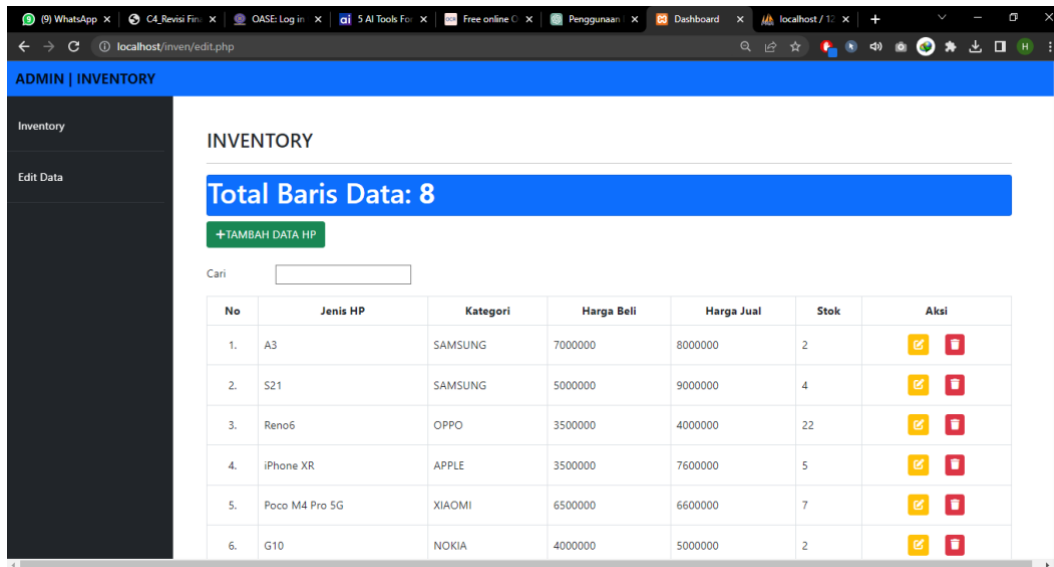 (9) WhatsApp C4_Revisi Fin OASE: Log in 5 AI Tools For Free online O Penggunaan Dashboard localhost / 12
localhost/inven/edit.php H
ADMIN | INVENTORY
Inventory
Edit Data
INVENTORY
Total Baris Data: 8
+TAMBAH DATA HP
Cari
No Jenis HP Kategori Harga Beli Harga Jual Stok Aksi
1. A3 SAMSUNG 7000000 8000000 2
2. S21 SAMSUNG 5000000 9000000 4
3. Reno6 OPPO 3500000 4000000 22
4. iPhone XR APPLE 3500000 7600000 5
5. Poco M4 Pro 5G XIAOMI 6500000 6600000 7
6. G10 NOKIA 4000000 5000000 2